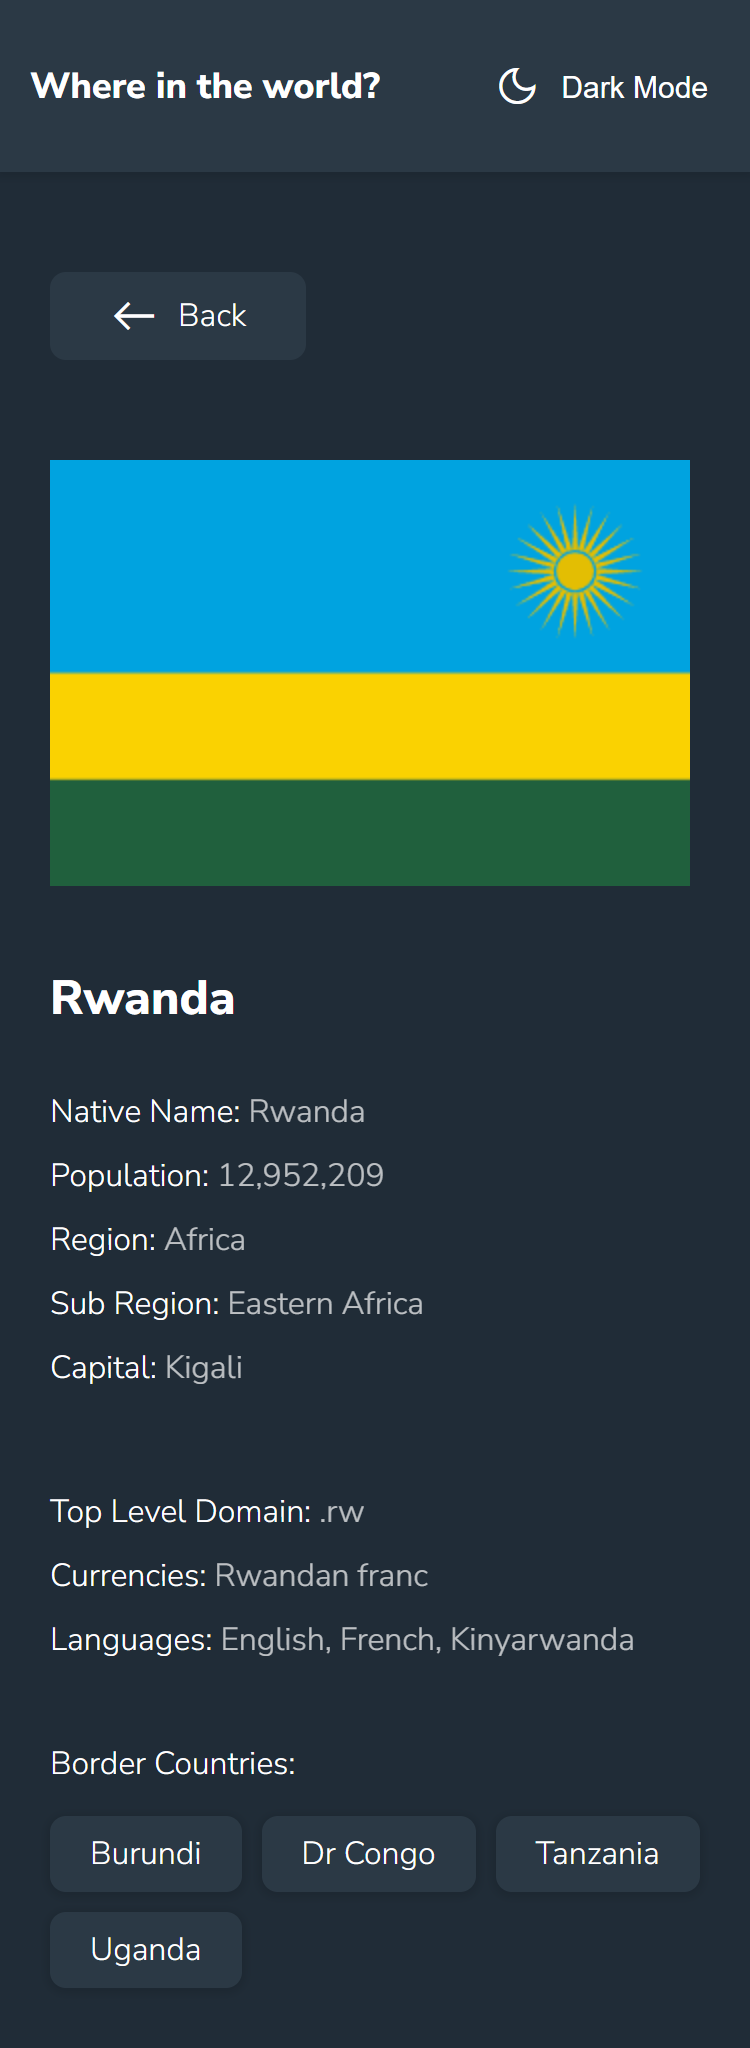 Where in the world?
Dark Mode
Back
Rwanda
Native Name: Rwanda
Population: 12,952,209
Region: Africa
Sub Region: Eastern Africa
Capital: Kigali
Top Level Domain: .rw
Currencies: Rwandan franc
Languages: English, French, Kinyarwanda
Border Countries:
Burundi
Dr Congo
Tanzania
Uganda